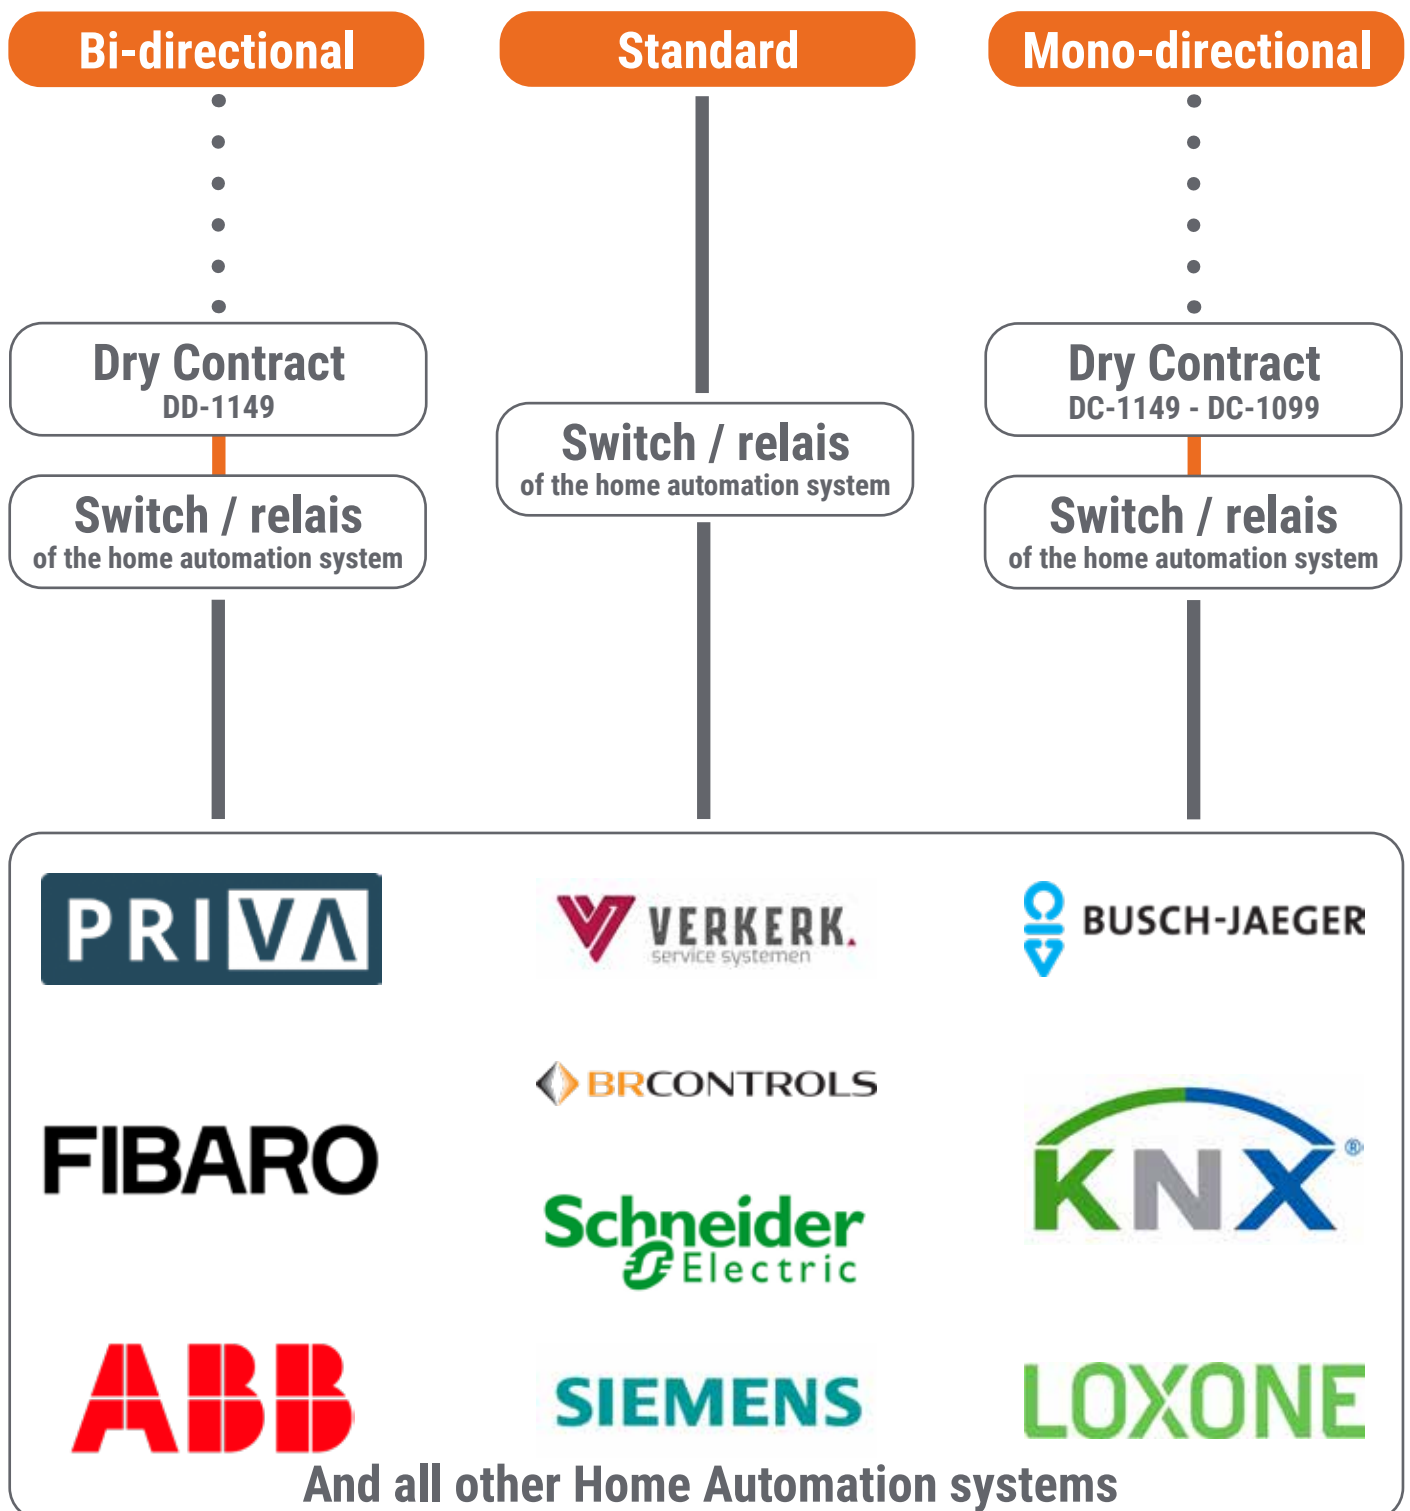 Bi-directional
Standard
Mono-directional
Dry Contract
DD-1149
Switch / relais
of the home automation system
Switch / relais
of the home automation system
Dry Contract
DC-1149 - DC-1099
Switch / relais
of the home automation system
PRIVA
VERKERK.
service systemen
BUSCH-JAEGER
FIBARO
BRCONTROLS
Schneider
Electric
KNX®
ABB
SIEMENS
LOXONE
And all other Home Automation systems